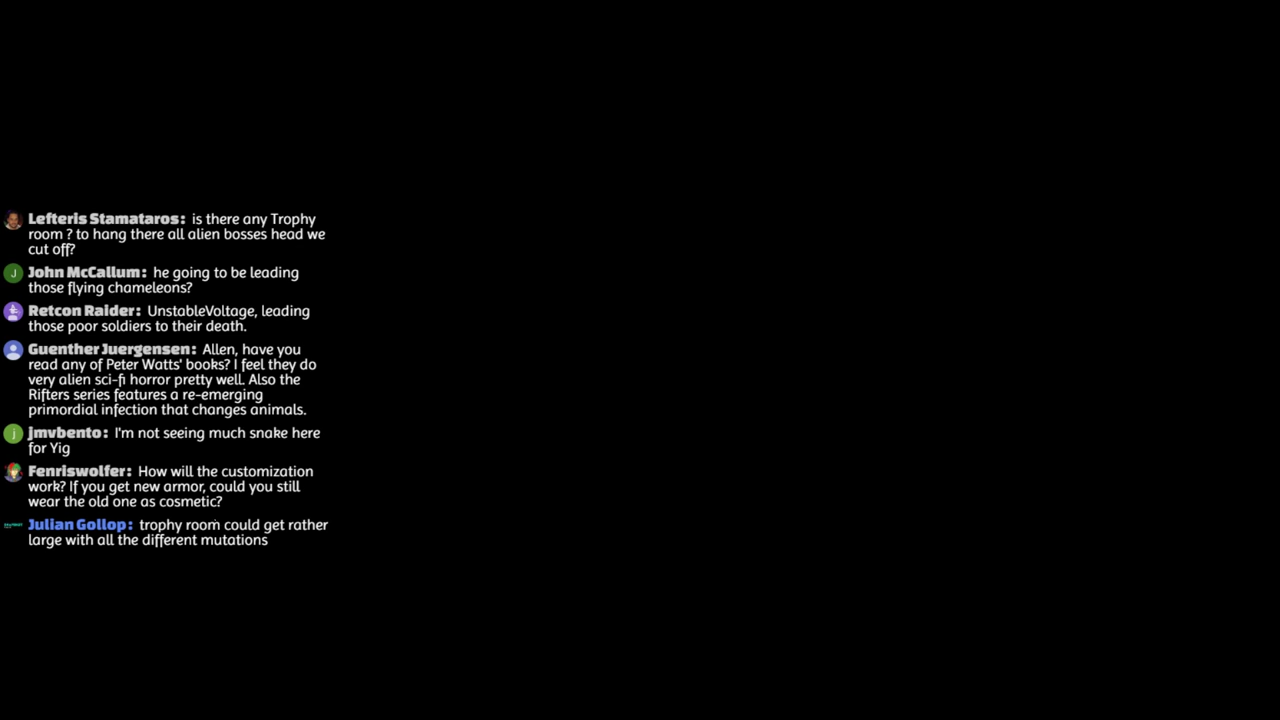 Lefteris Stamataros: is there any Trophy
room ? to hang there all alien bosses head we
cut off?
John McCallum: he going to be leading
those flying chameleons?
Retcon Raider: UnstableVoltage, leading
those poor soldiers to their death.
Guenther Juergensen: Allen, have you
read any of Peter Watts' books? I feel they do
very alien sci-fi horror pretty well. Also the
Rifters series features a re-emerging
primordial infection that changes animals.
jmvbento: I'm not seeing much snake here
for Yig
Fenriswolfer: How will the customization
work? If you get new armor, could you still
wear the old one as cosmetic?
Julian Gollop: trophy room could get rather
large with all the different mutations